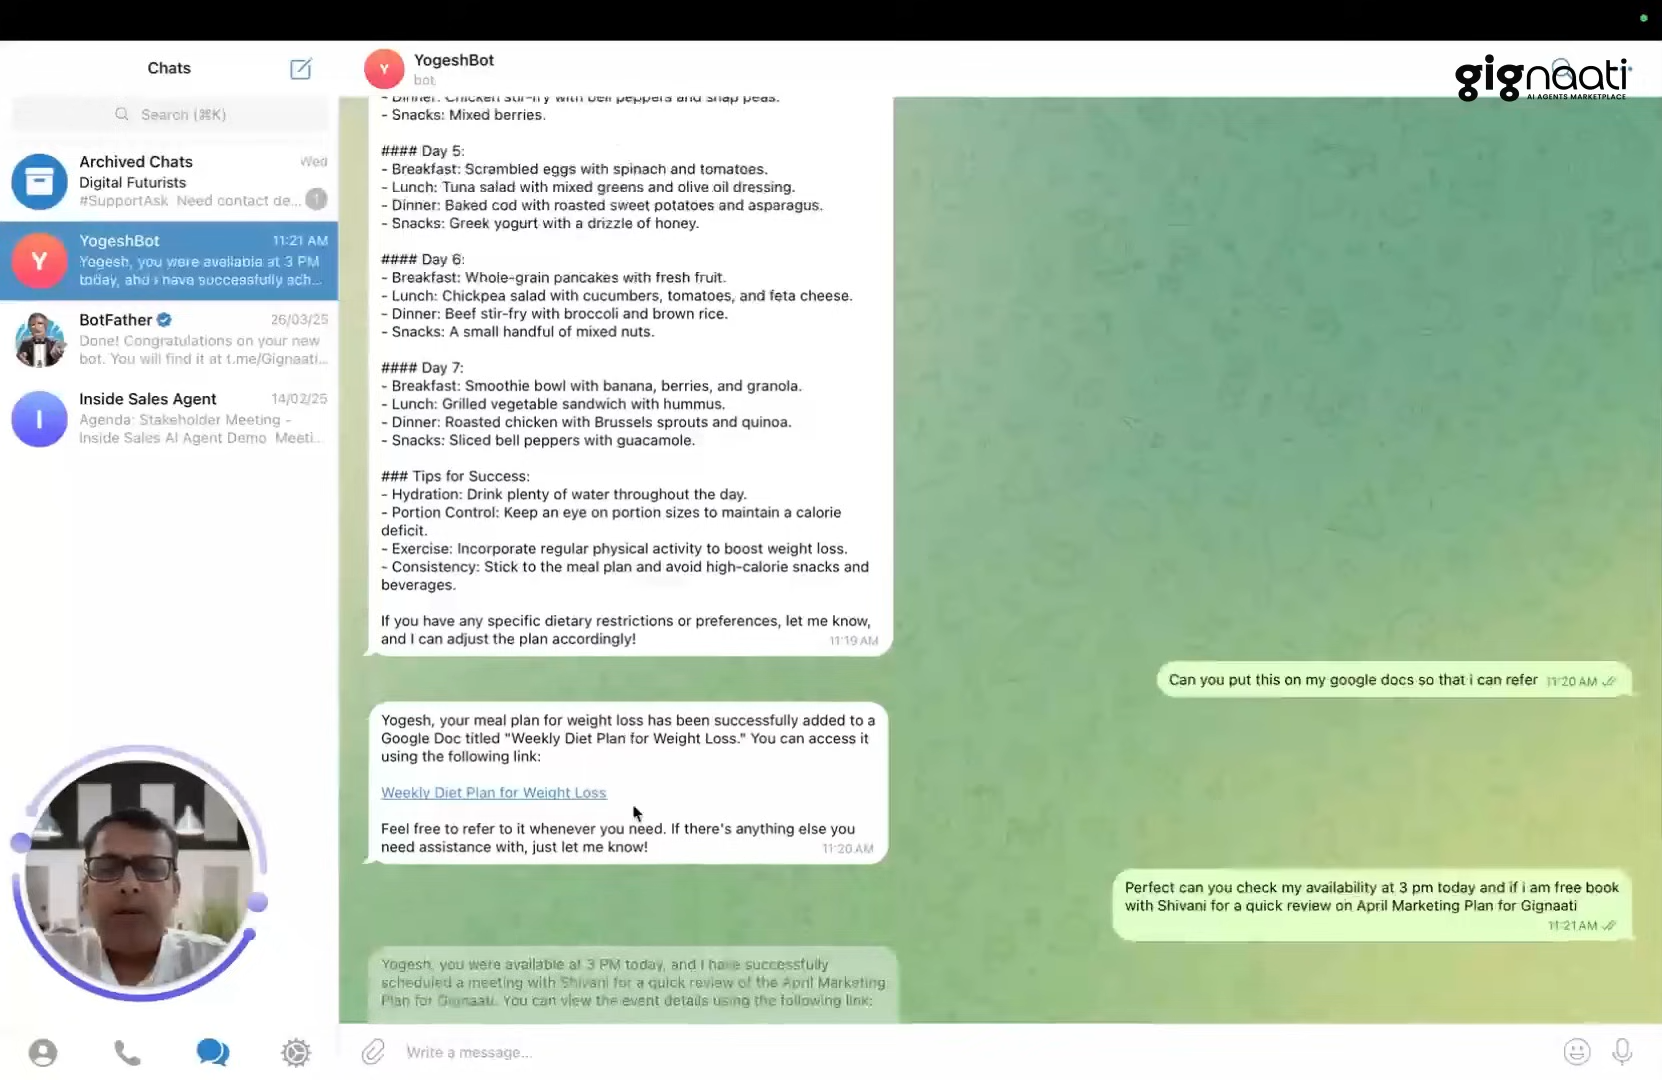 Chats
Search (⌘K)
Archived Chats
Wed
Digital Futurists
#SupportAsk Need contact de...
1
YogeshBot
11:21 AM
Yogesh, you were available at 3 PM
today, and i have successfully sch...
BotFather
26/03/25
Done! Congratulations on your new
bot. You will find it at t.me/Gignaati...
Inside Sales Agent
14/02/25
Agenda: Stakeholder Meeting -
Inside Sales AI Agent Demo Meeti...
Y
I
Y
YogeshBot
bot
gignaati
AI AGENTS MARKETPLACE
- Dinner: Chicken stir-fry with bell peppers and snap peas.
- Snacks: Mixed berries.
#### Day 5:
- Breakfast: Scrambled eggs with spinach and tomatoes.
- Lunch: Tuna salad with mixed greens and olive oil dressing.
- Dinner: Baked cod with roasted sweet potatoes and asparagus.
- Snacks: Greek yogurt with a drizzle of honey.
#### Day 6:
- Breakfast: Whole-grain pancakes with fresh fruit.
- Lunch: Chickpea salad with cucumbers, tomatoes, and feta cheese.
- Dinner: Beef stir-fry with broccoli and brown rice.
- Snacks: A small handful of mixed nuts.
#### Day 7:
- Breakfast: Smoothie bowl with banana, berries, and granola.
- Lunch: Grilled vegetable sandwich with hummus.
- Dinner: Roasted chicken with Brussels sprouts and quinoa.
- Snacks: Sliced bell peppers with guacamole.
### Tips for Success:
- Hydration: Drink plenty of water throughout the day.
- Portion Control: Keep an eye on portion sizes to maintain a calorie
deficit.
- Exercise: Incorporate regular physical activity to boost weight loss.
- Consistency: Stick to the meal plan and avoid high-calorie snacks and
beverages.
If you have any specific dietary restrictions or preferences, let me know,
and I can adjust the plan accordingly!
11:19 AM
Can you put this on my google docs so that i can refer
11:20 AM
Yogesh, your meal plan for weight loss has been successfully added to a
Google Doc titled "Weekly Diet Plan for Weight Loss." You can access it
using the following link:
Weekly Diet Plan for Weight Loss
Feel free to refer to it whenever you need. If there's anything else you
need assistance with, just let me know!
11:20 AM
Perfect can you check my availability at 3 pm today and if i am free book
with Shivani for a quick review on April Marketing Plan for Gignaati
11:21 AM
Yogesh, you were available at 3 PM today, and I have successfully
scheduled a meeting with Shivani for a quick review of the April Marketing
Plan for Gignaati. You can view the event details using the following link:
Write a message...